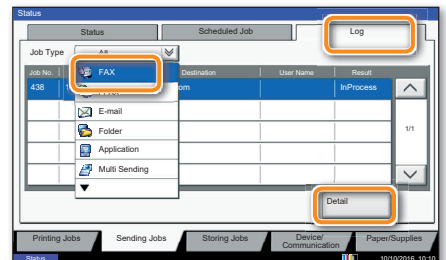 Status
Status Scheduled Job Log
Job Type All
Job No. Destination User Name Result
438 1 om InProcess
FAX
E-mail
Folder
Application
Multi Sending
1/1
Detail
Printing Jobs Sending Jobs Storing Jobs Device/ Communication Paper/Supplies
Status 10/10/2016 10:10